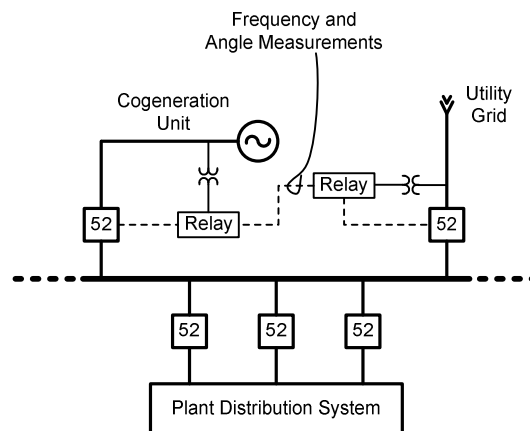 Frequency and
Angle Measurements
Cogeneration
Unit
Utility
Grid
Relay
52
Relay
52
52
52
52
Plant Distribution System